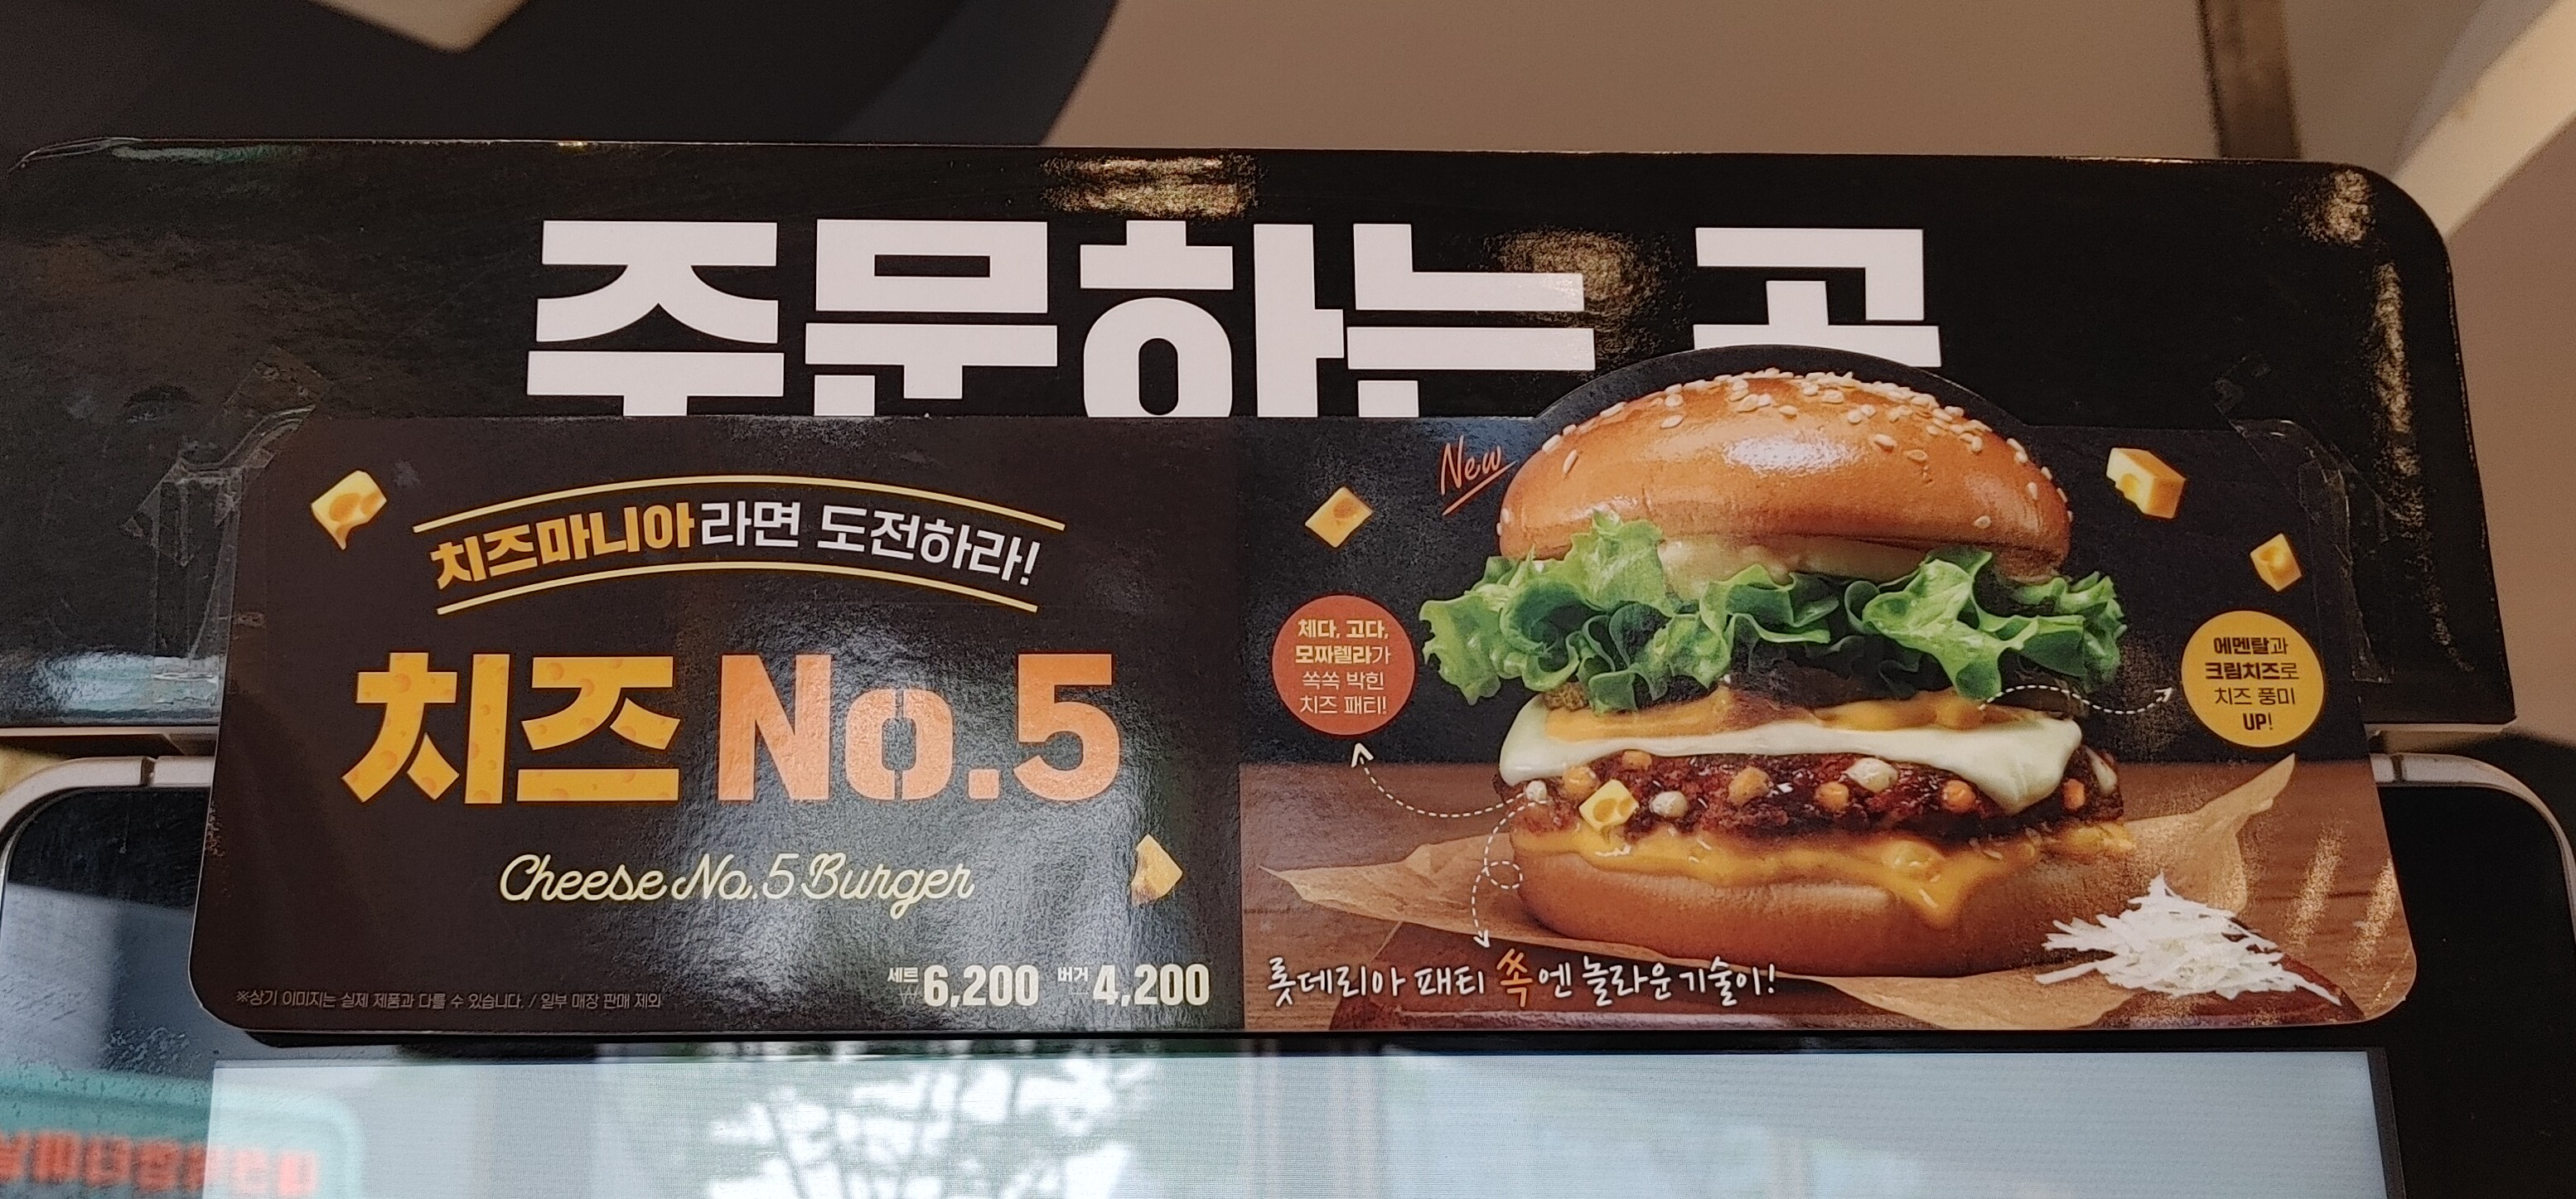 주문하는 곳
치즈마니아라면 도전하라!
치즈 No.5
Cheese No.5 Burger
세트 ₩6,200 버거 4,200
※상기 이미지는 실제 제품과 다를 수 있습니다. / 일부 매장 판매 제외
New
체다, 고다,
모짜렐라가
쏙쏙 박힌
치즈 패티!
에멘탈과
크림치즈로
치즈 풍미
UP!
롯데리아 패티 쏙엔 놀라운 기술이!